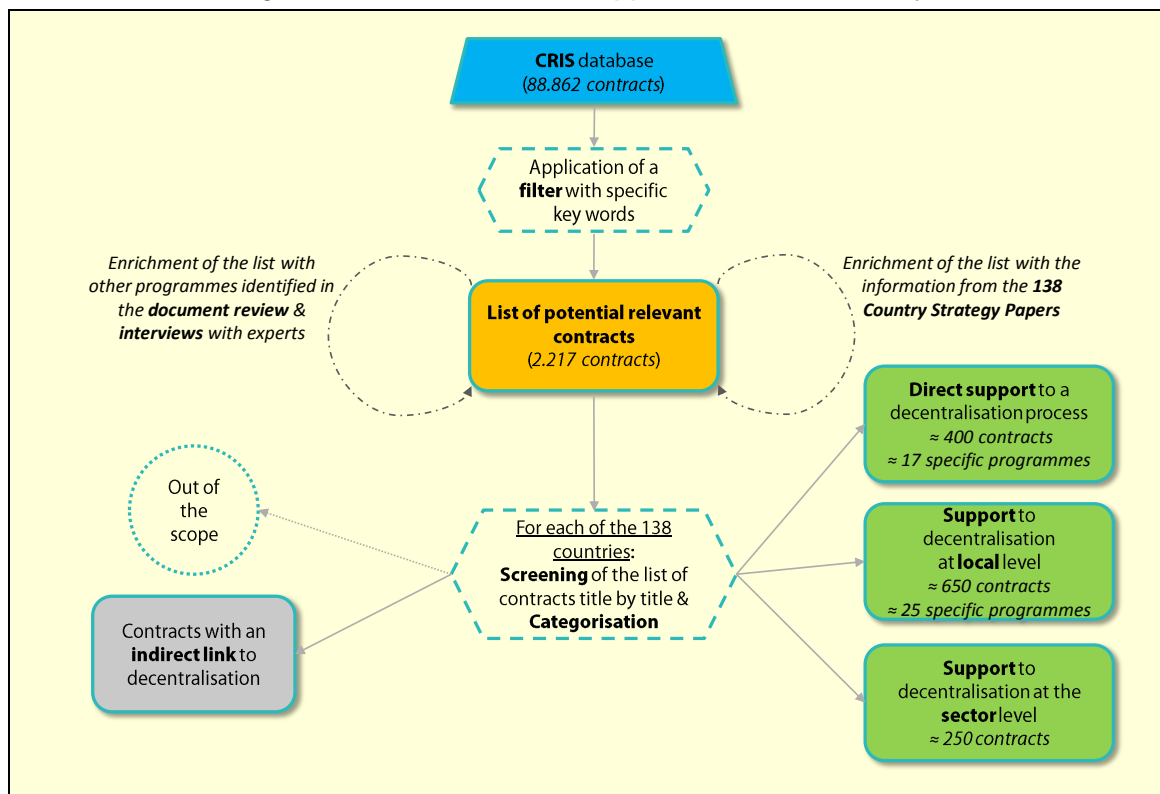 CRIS database
(88.862 contracts)
Application of a
filter with specific
key words
Enrichment of the list with
other programmes identified in
the document review &
interviews with experts
Enrichment of the list with the
information from the 138
Country Strategy Papers
List of potential relevant
contracts
(2.217 contracts)
Direct support to a
decentralisation process
≈ 400 contracts
≈ 17 specific programmes
Out of
the
scope
For each of the 138
countries:
Screening of the list of
contracts title by title &
Categorisation
Support to
decentralisation
at local level
≈ 650 contracts
≈ 25 specific programmes
Contracts with an
indirect link to
decentralisation
Support to
decentralisation at the
sector level
≈ 250 contracts